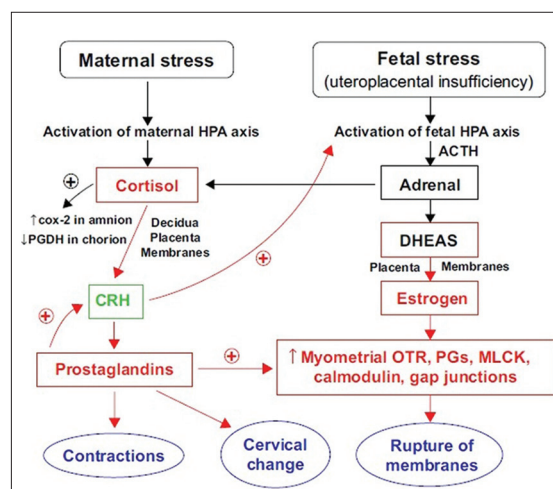 Maternal stress
Fetal stress
(uteroplacental insufficiency)
Activation of maternal HPA axis
Activation of fetal HPA axis
ACTH
+
Cortisol
Adrenal
↑cox-2 in amnion
↓PGDH in chorion
Decidua
Placenta
Membranes
+
DHEAS
Placenta
Membranes
CRH
Estrogen
+
Prostaglandins
+
↑ Myometrial OTR, PGs, MLCK,
calmodulin, gap junctions
Contractions
Cervical
change
Rupture of
membranes